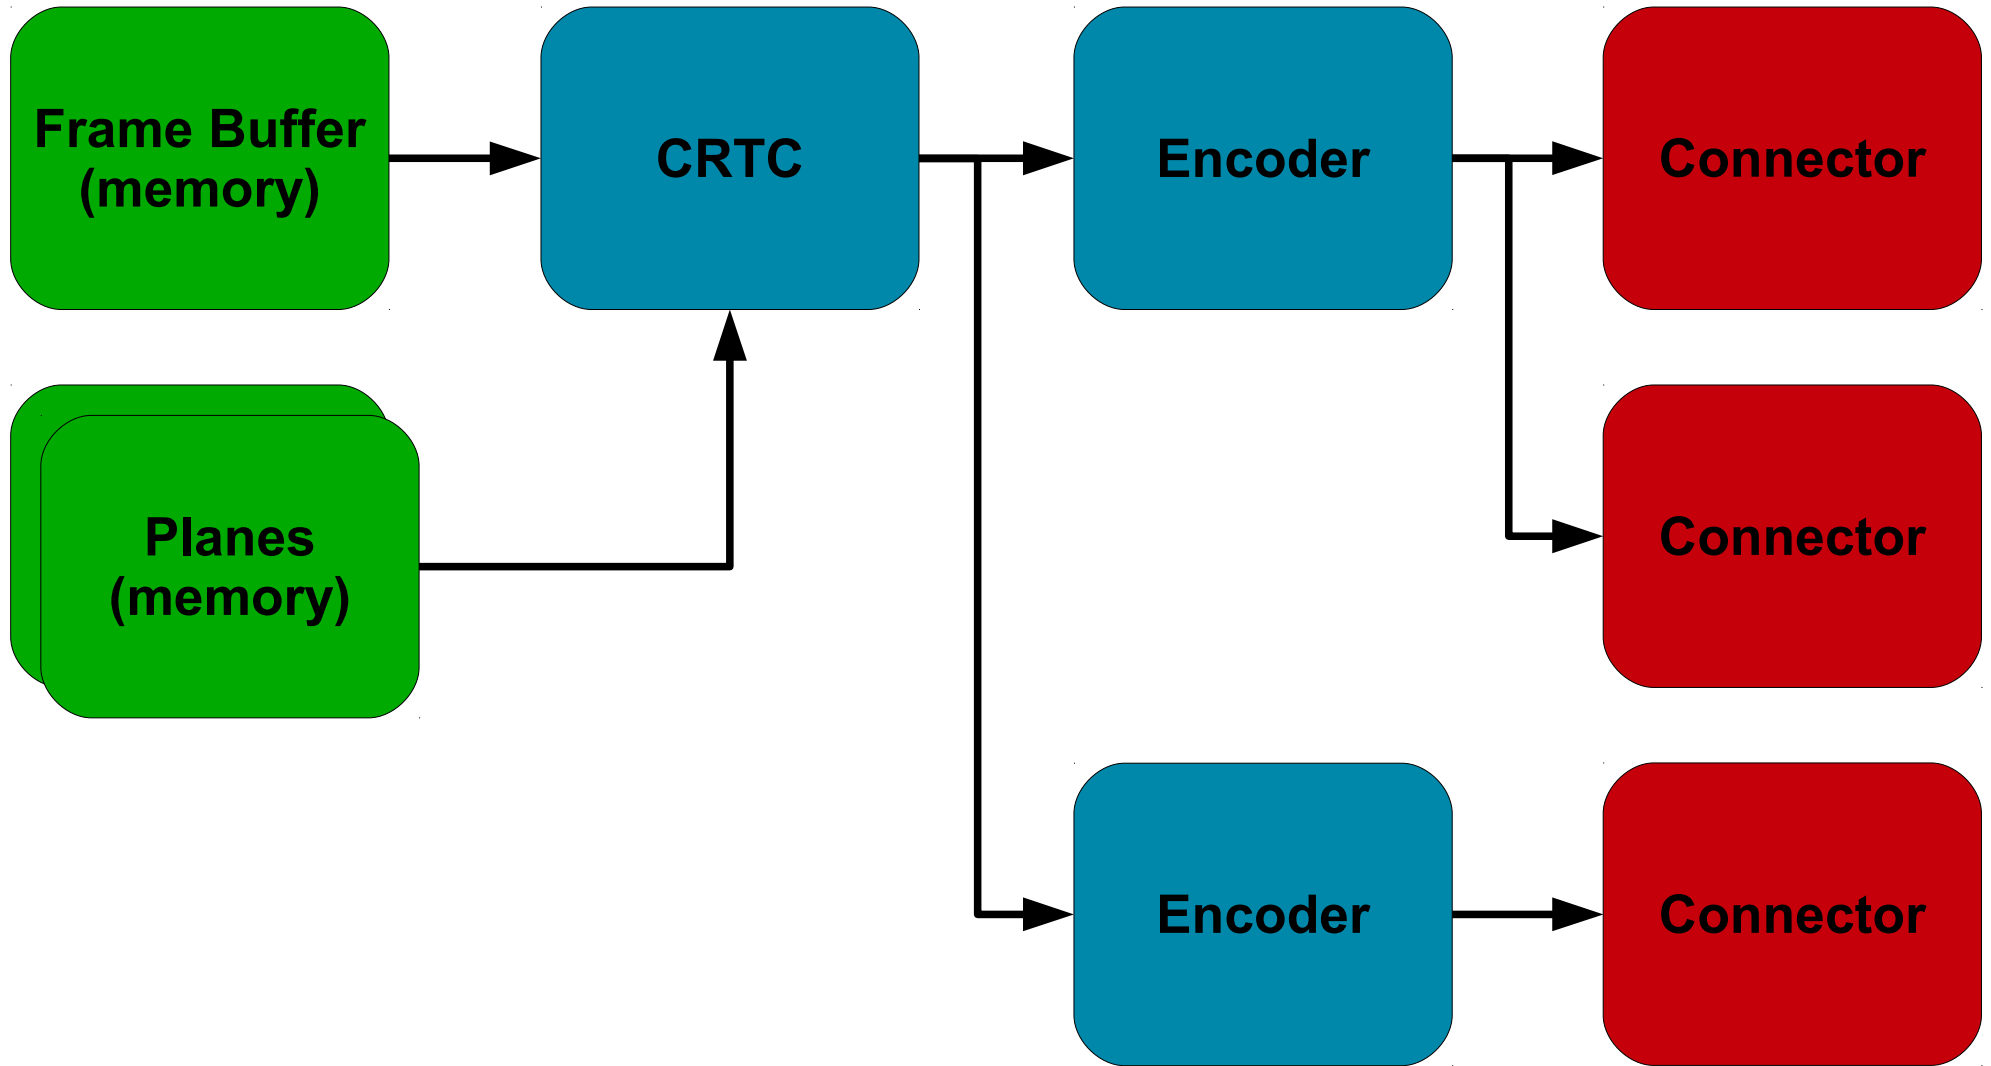 Frame Buffer
(memory)
CRTC
Encoder
Connector
Planes
(memory)
Connector
Encoder
Connector